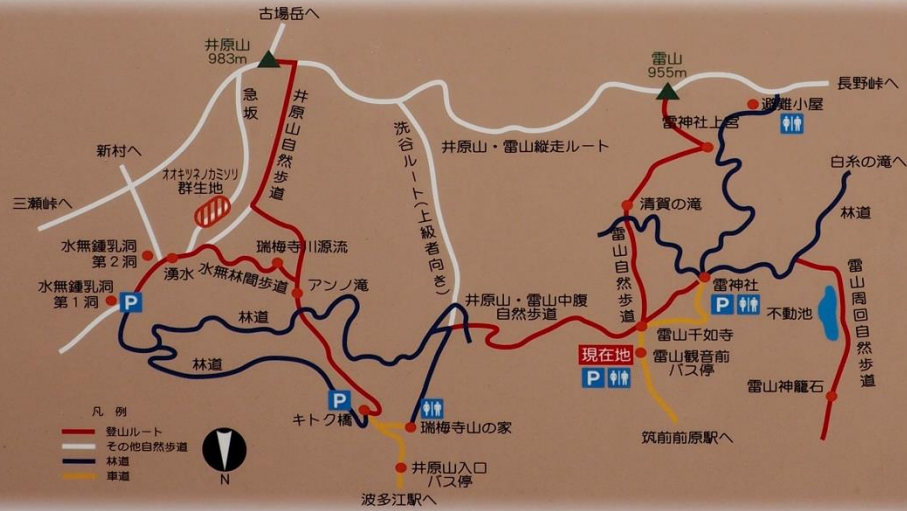 古場岳へ
井原山
983m
雷山
955m
長野峠へ
避難小屋
雷神社上宮
急坂
井原山自然歩道
洗谷ルート(上級者向き)
井原山・雷山縦走ルート
新村へ
オオキツネノカミソリ
群生地
白糸の滝へ
三瀬峠へ
清賀の滝
林道
水無鍾乳洞
第2洞
湧水
水無林間歩道
瑞梅寺川源流
アンノ滝
雷山自然歩道
雷神社
P
雷山周回自然歩道
水無鍾乳洞
第1洞
P
林道
井原山・雷山中腹
自然歩道
不動池
雷山千如寺
現在地
雷山観音前
バス停
P
林道
雷山神籠石
P
キトク橋
瑞梅寺山の家
筑前前原駅へ
井原山入口
バス停
波多江駅へ
凡 例
登山ルート
その他自然歩道
林道
車道
N